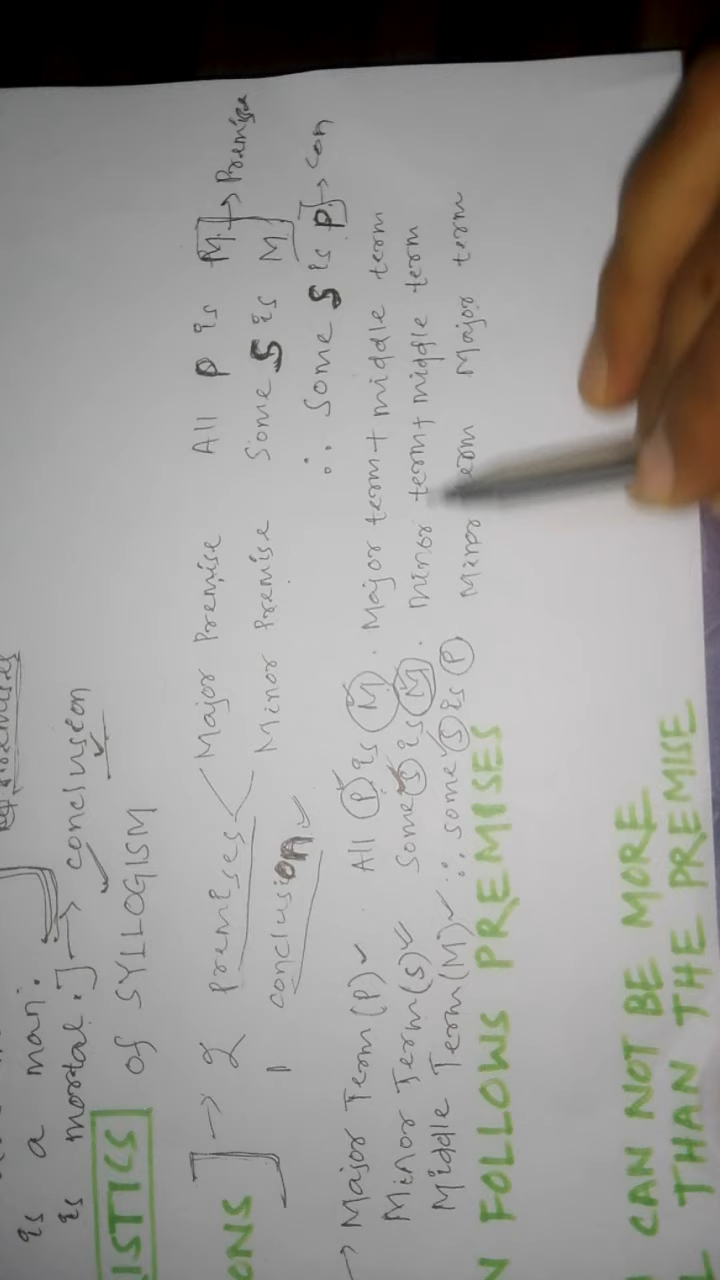 is a man.
is mortal. → conclusion
ISTICS of SYLLOGISM
ONS → 2 Premises Major Premise All P is M → Premise
Minor Premise Some S is M
1 conclusion ∴ Some S is P → Con
→ Major Term (P) All P is M. Major term + middle term
Minor Term (S) Some S is M. Minor term + middle term
Middle Term (M) ∴ Some S is P Minor term Major term
N FOLLOWS PREMISES
CAN NOT BE MORE
L THAN THE PREMISE